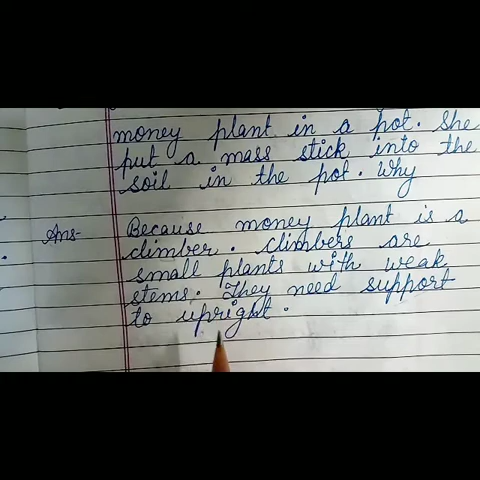 money plant in a pot. She
put a mass stick into the
soil in the pot. Why
Ans- Because money plant is a
climber. climbers are
small plants with weak
stems. They need support
to upright.